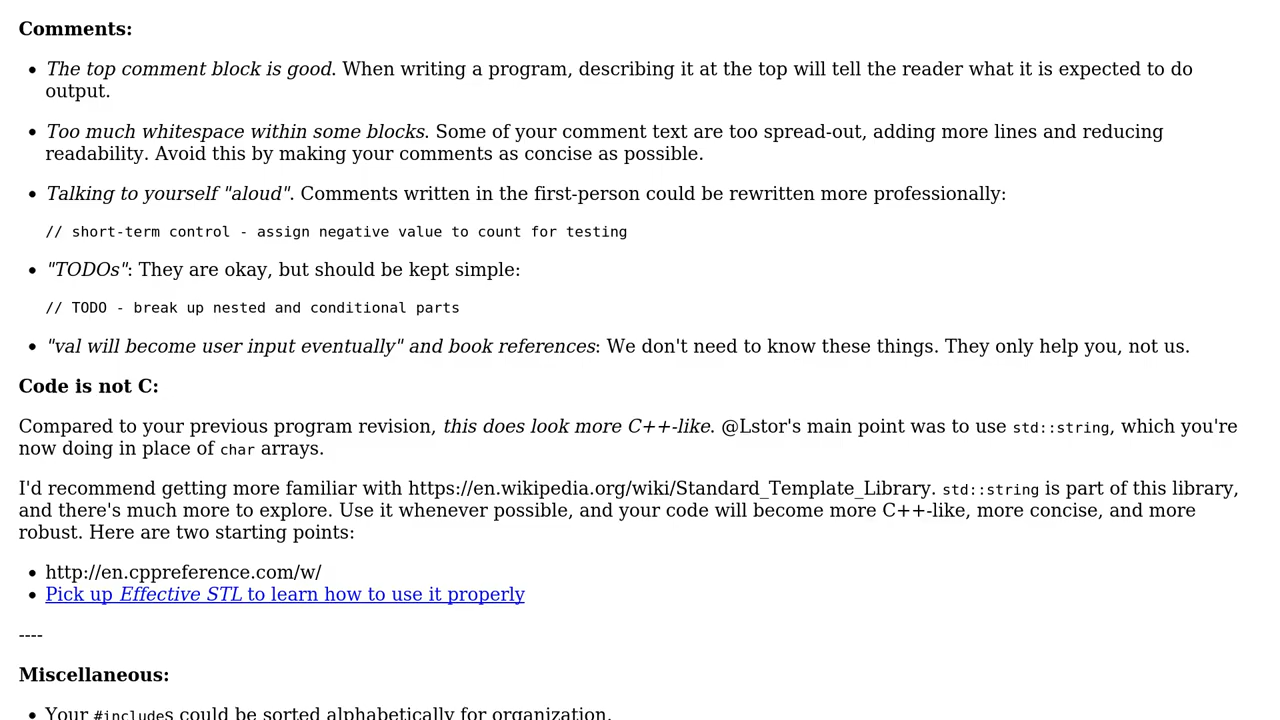 Comments:
• The top comment block is good. When writing a program, describing it at the top will tell the reader what it is expected to do
output.
• Too much whitespace within some blocks. Some of your comment text are too spread-out, adding more lines and reducing
readability. Avoid this by making your comments as concise as possible.
• Talking to yourself "aloud". Comments written in the first-person could be rewritten more professionally:
// short-term control - assign negative value to count for testing
• "TODOs": They are okay, but should be kept simple:
// TODO - break up nested and conditional parts
• "val will become user input eventually" and book references: We don't need to know these things. They only help you, not us.
Code is not C:
Compared to your previous program revision, this does look more C++-like. @Lstor's main point was to use std::string, which you're
now doing in place of char arrays.
I'd recommend getting more familiar with https://en.wikipedia.org/wiki/Standard_Template_Library. std::string is part of this library,
and there's much more to explore. Use it whenever possible, and your code will become more C++-like, more concise, and more
robust. Here are two starting points:
• http://en.cppreference.com/w/
• Pick up Effective STL to learn how to use it properly
----
Miscellaneous:
• Your #includes could be sorted alphabetically for organization.